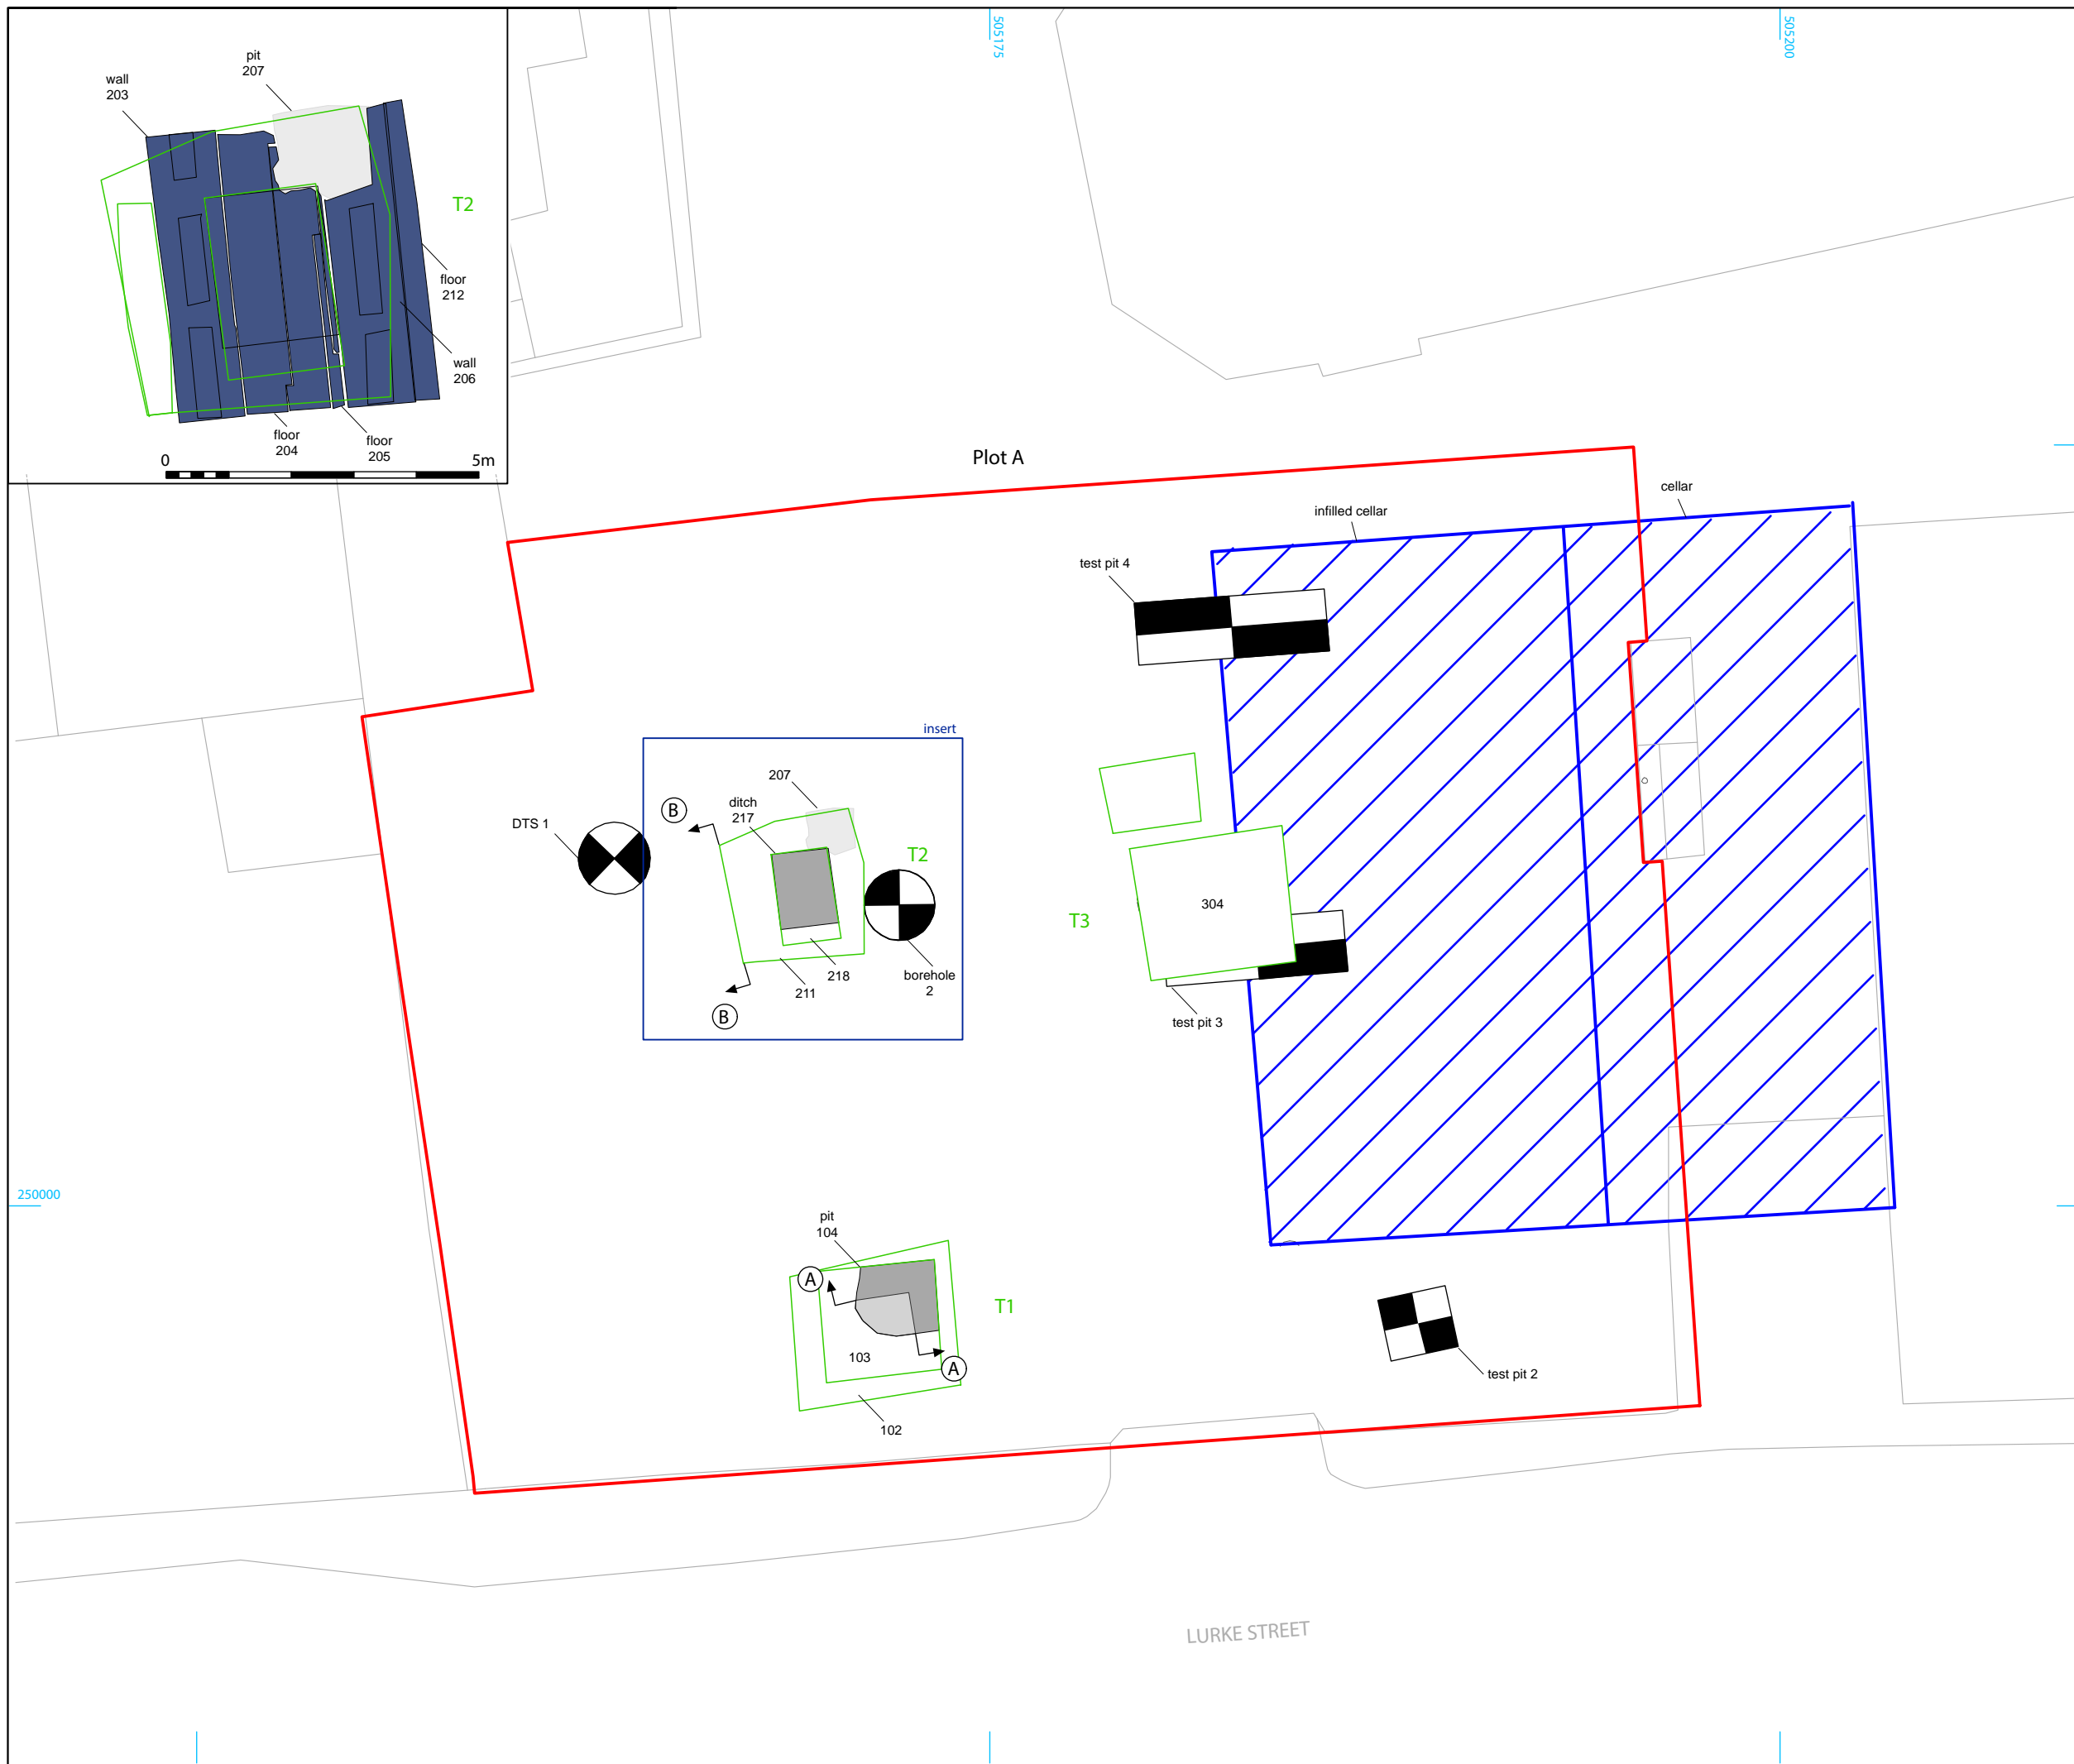 505175
505200
pit
207
wall
203
T2
floor
212
wall
206
floor
204
floor
205
0
5m
Plot A
cellar
infilled cellar
test pit 4
insert
207
ditch
217
B
DTS 1
T2
304
T3
218
borehole
2
211
B
test pit 3
250000
pit
104
A
T1
103
A
test pit 2
102
LURKE STREET